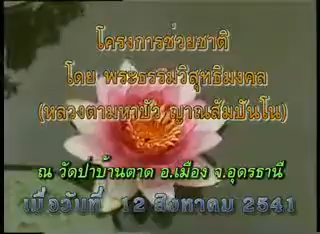 โครงการช่วยชาติ
โดย พระธรรมวิสุทธิมงคล
(หลวงตามหาบัว ญาณสัมปันโน)
ณ วัดป่าบ้านตาด อ.เมือง จ.อุดรธานี
เมื่อวันที่ 12 สิงหาคม 2541